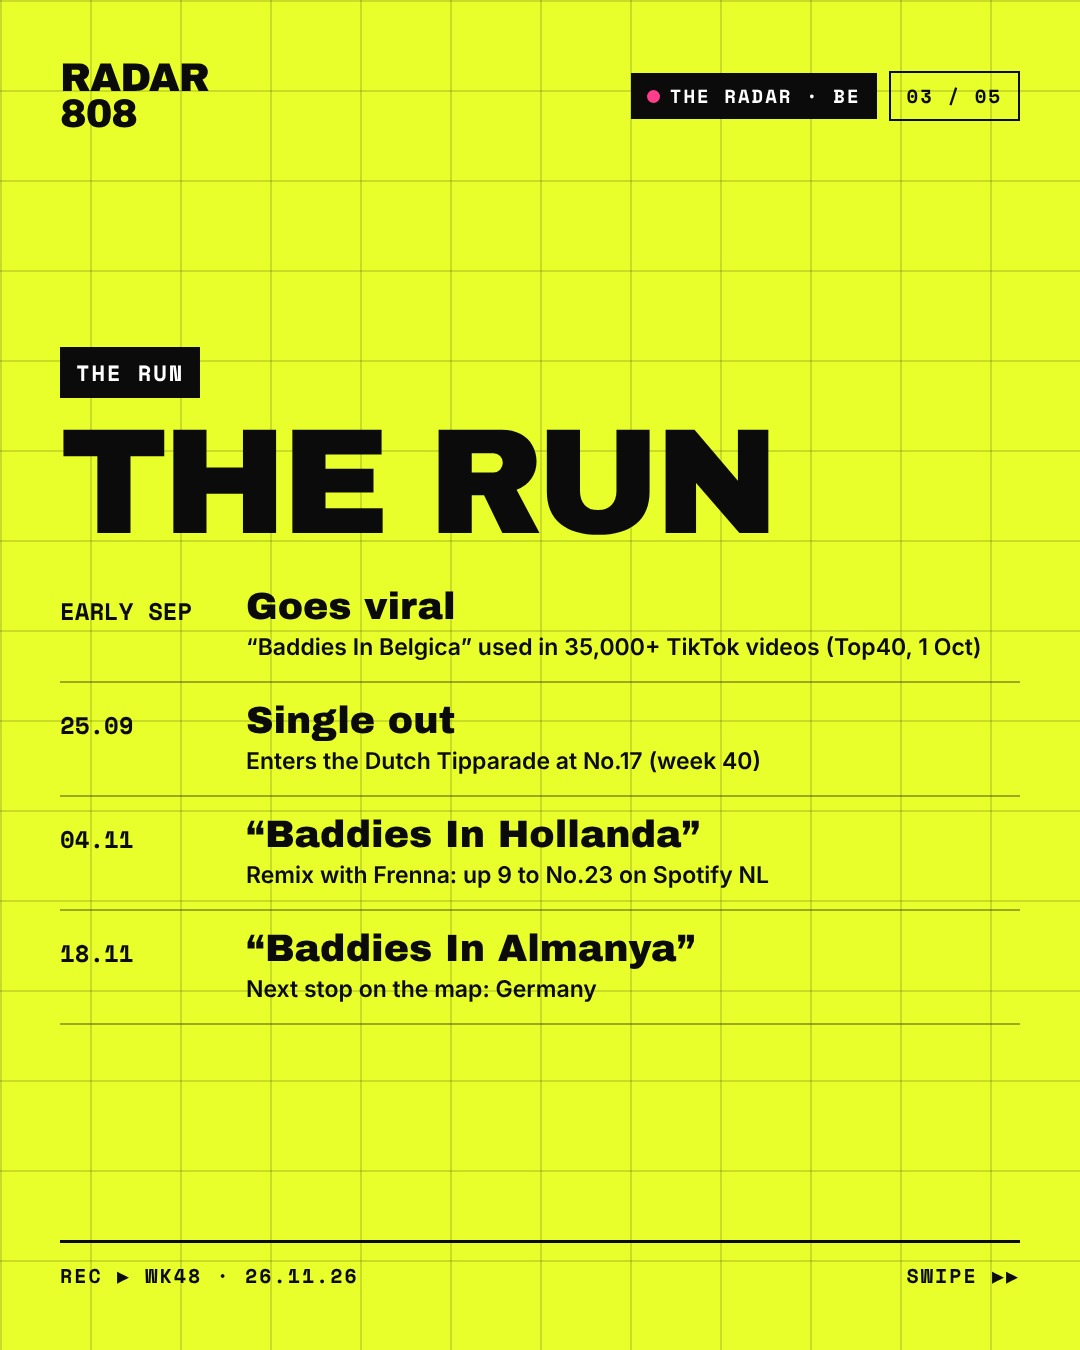 RADAR
808
THE RADAR · BE
03 / 05
THE RUN
THE RUN
EARLY SEP
Goes viral
“Baddies In Belgica” used in 35,000+ TikTok videos (Top40, 1 Oct)
25.09
Single out
Enters the Dutch Tipparade at No.17 (week 40)
04.11
“Baddies In Hollanda”
Remix with Frenna: up 9 to No.23 on Spotify NL
18.11
“Baddies In Almanya”
Next stop on the map: Germany
REC ▶ WK48 · 26.11.26
SWIPE ▶▶